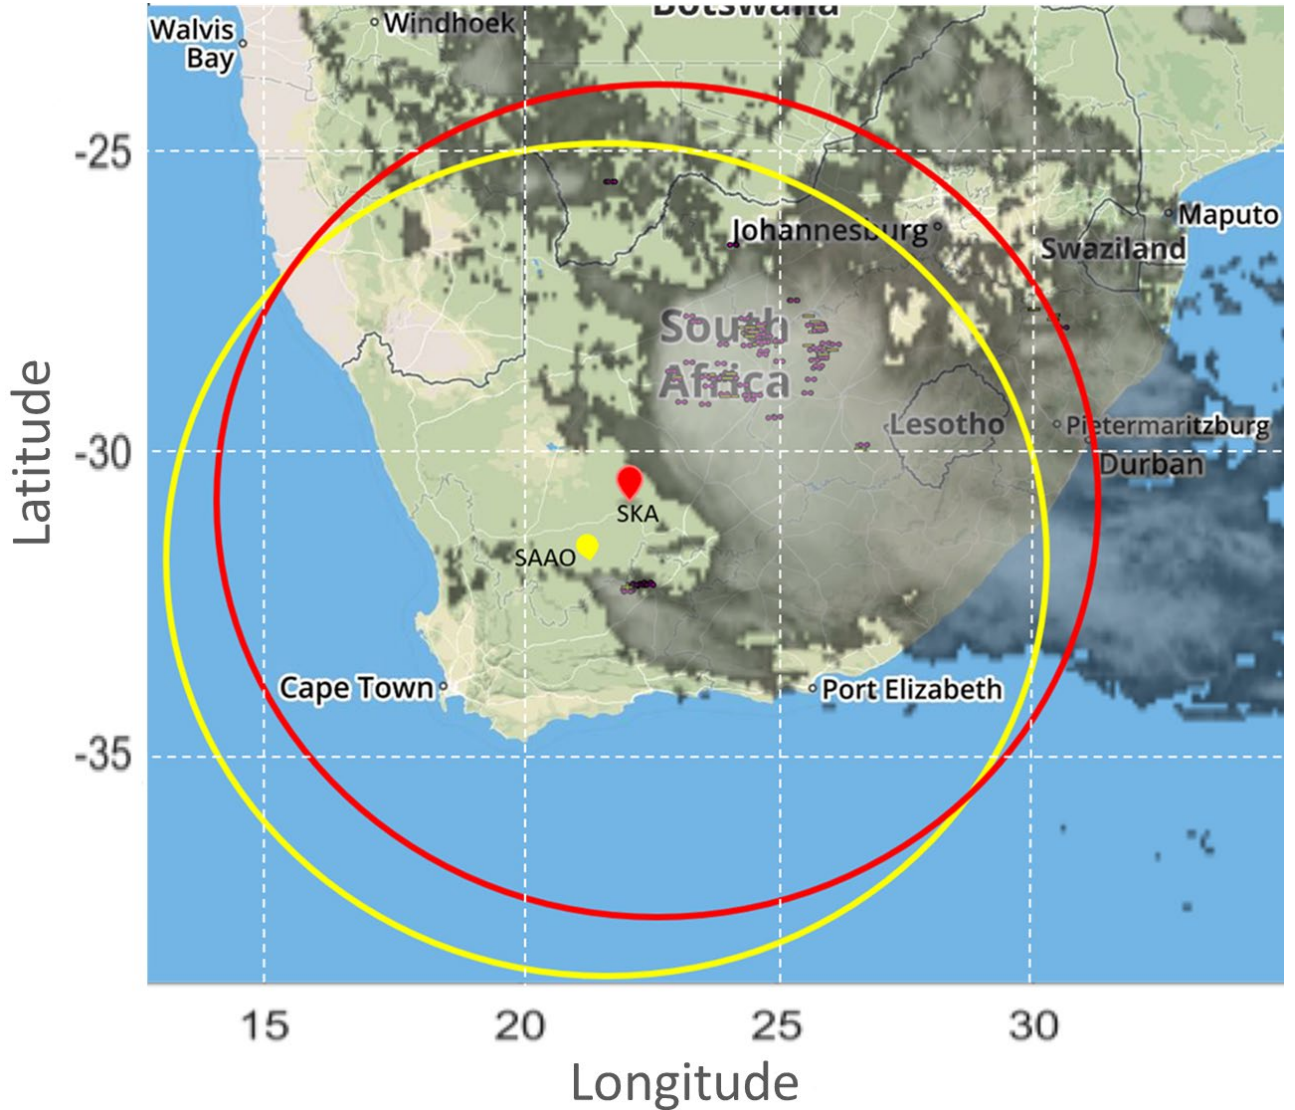 Botswana
Walvis
Bay
Windhoek
-25
Johannesburg
Maputo
Swaziland
South
Africa
Latitude
Lesotho
Pietermaritzburg
-30
Durban
SKA
SAAO
Cape Town
Port Elizabeth
-35
15
20
25
30
Longitude